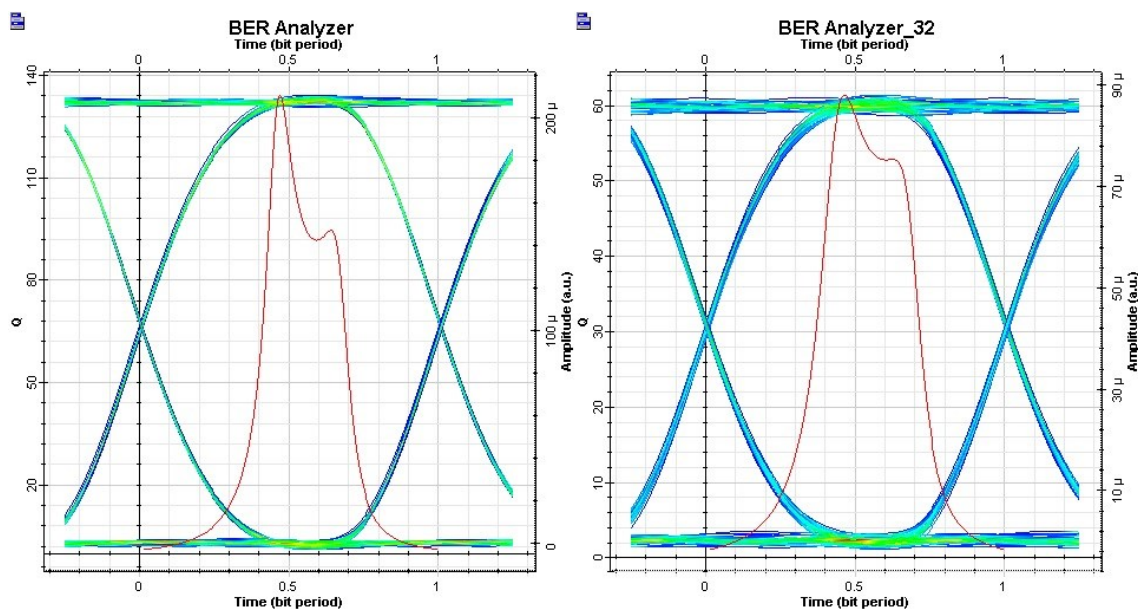 BER Analyzer
Time (bit period)
0 0.5 1
140
110
80
50
20
Q
200 µ
100 µ
0
Amplitude (a.u.)
0 0.5 1
Time (bit period)
BER Analyzer_32
Time (bit period)
0 0.5 1
60
50
40
30
20
10
0
Q
90 µ
70 µ
50 µ
30 µ
10 µ
Amplitude (a.u.)
0 0.5 1
Time (bit period)